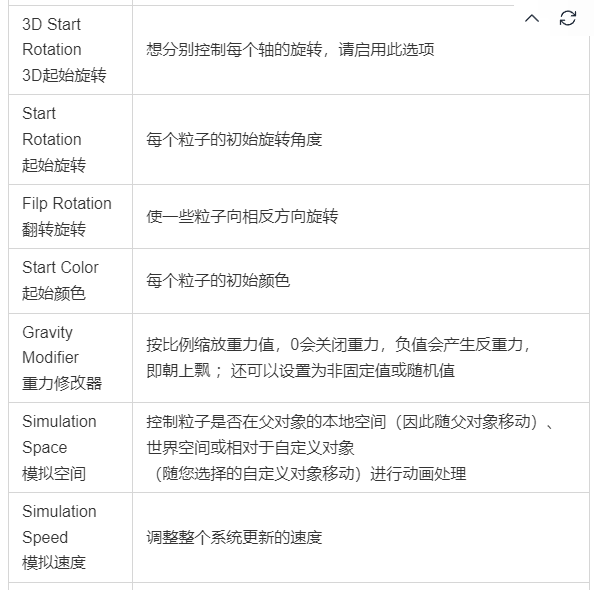 3D Start
Rotation
3D起始旋转
想分别控制每个轴的旋转，请启用此选项
Start
Rotation
起始旋转
每个粒子的初始旋转角度
Filp Rotation
翻转旋转
使一些粒子向相反方向旋转
Start Color
起始颜色
每个粒子的初始颜色
Gravity
Modifier
重力修改器
按比例缩放重力值，0会关闭重力，负值会产生反重力，
即朝上飘 ；还可以设置为非固定值或随机值
Simulation
Space
模拟空间
控制粒子是否在父对象的本地空间（因此随父对象移动）、
世界空间或相对于自定义对象
（随您选择的自定义对象移动）进行动画处理
Simulation
Speed
模拟速度
调整整个系统更新的速度